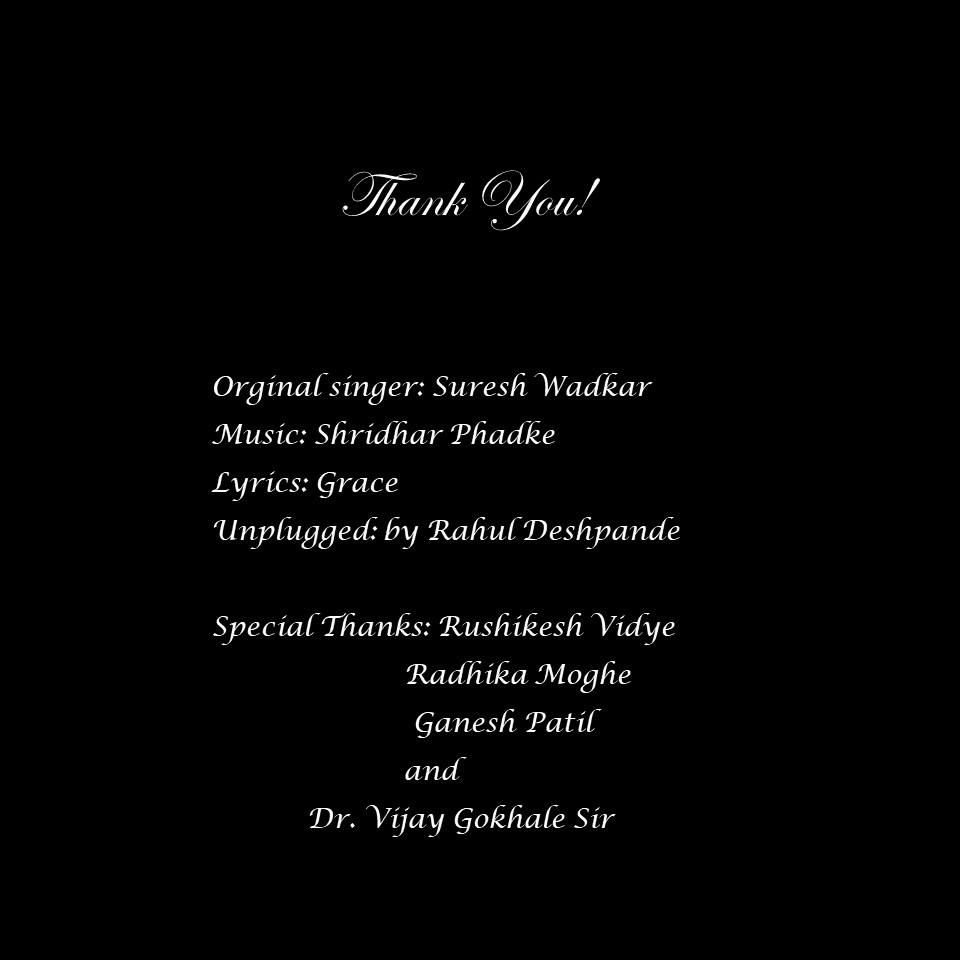 Thank You!
Orginal singer: Suresh Wadkar
Music: Shridhar Phadke
Lyrics: Grace
Unplugged: by Rahul Deshpande
Special Thanks: Rushikesh Vidye
Radhika Moghe
Ganesh Patil
and
Dr. Vijay Gokhale Sir